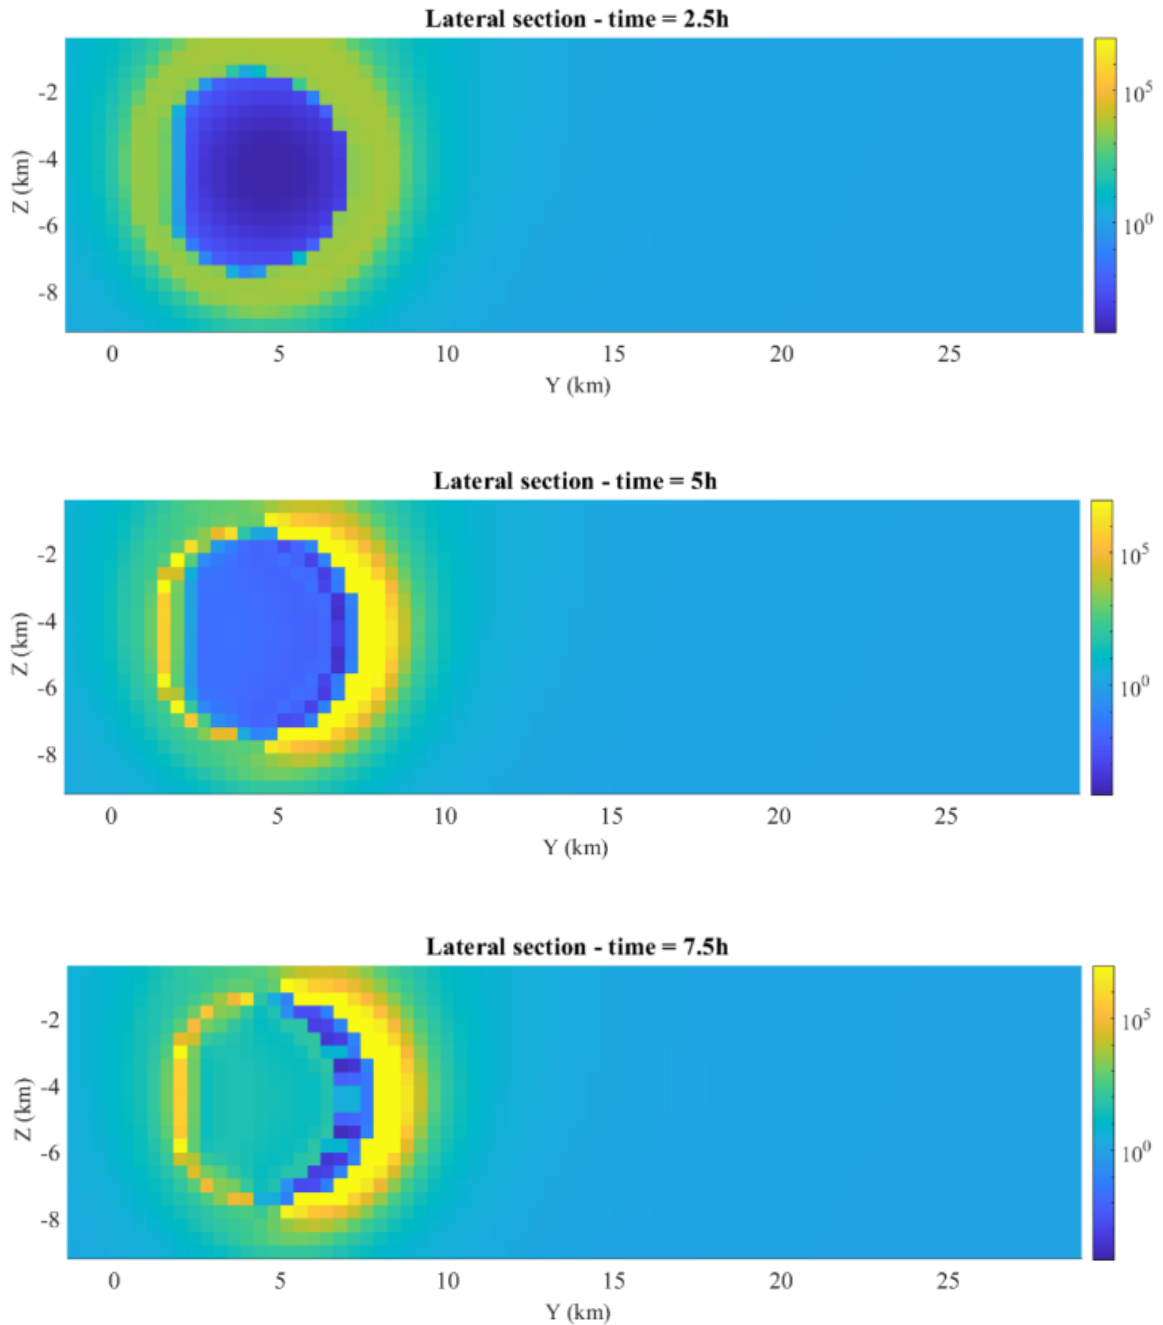 Lateral section - time = 2.5h
-2
-4
-6
-8
Z (km)
0 5 10 15 20 25
Y (km)
10^5
10^0
Lateral section - time = 5h
-2
-4
-6
-8
Z (km)
0 5 10 15 20 25
Y (km)
10^5
10^0
Lateral section - time = 7.5h
-2
-4
-6
-8
Z (km)
0 5 10 15 20 25
Y (km)
10^5
10^0